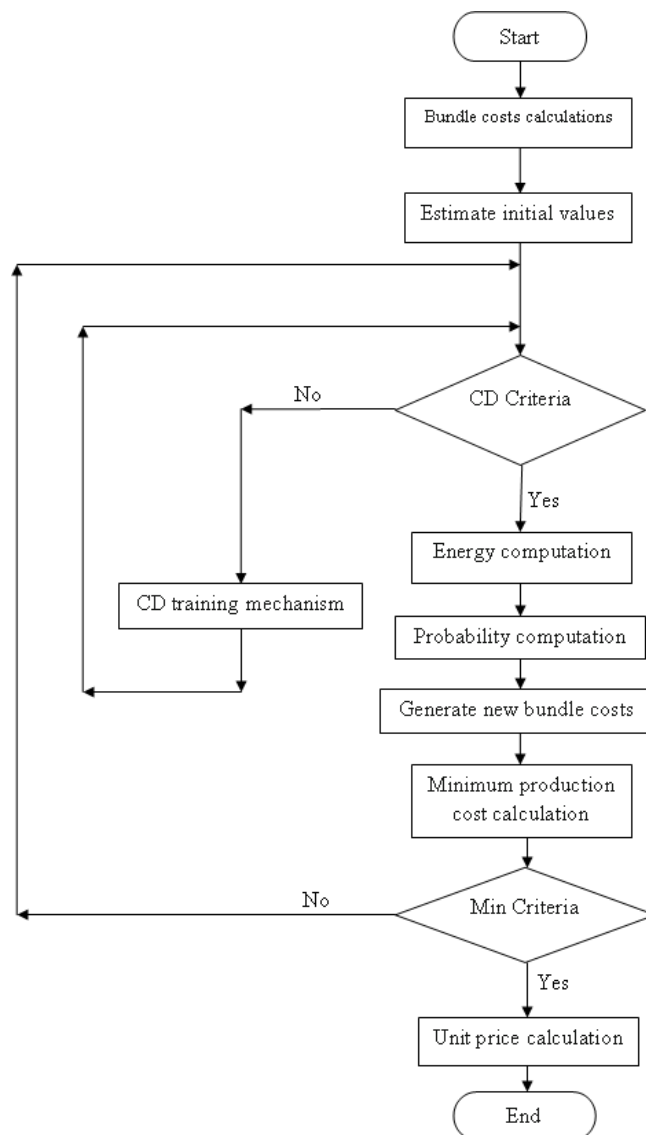 Start
Bundle costs calculations
Estimate initial values
CD Criteria
No
Yes
Energy computation
CD training mechanism
Probability computation
Generate new bundle costs
Minimum production
cost calculation
Min Criteria
No
Yes
Unit price calculation
End